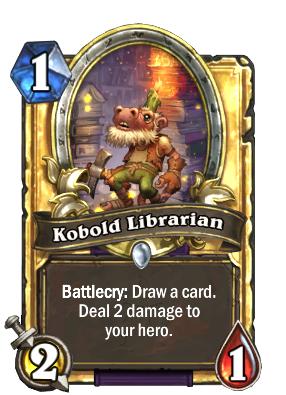 1
Kobold Librarian
Battlecry: Draw a card.
Deal 2 damage to
your hero.
2
1